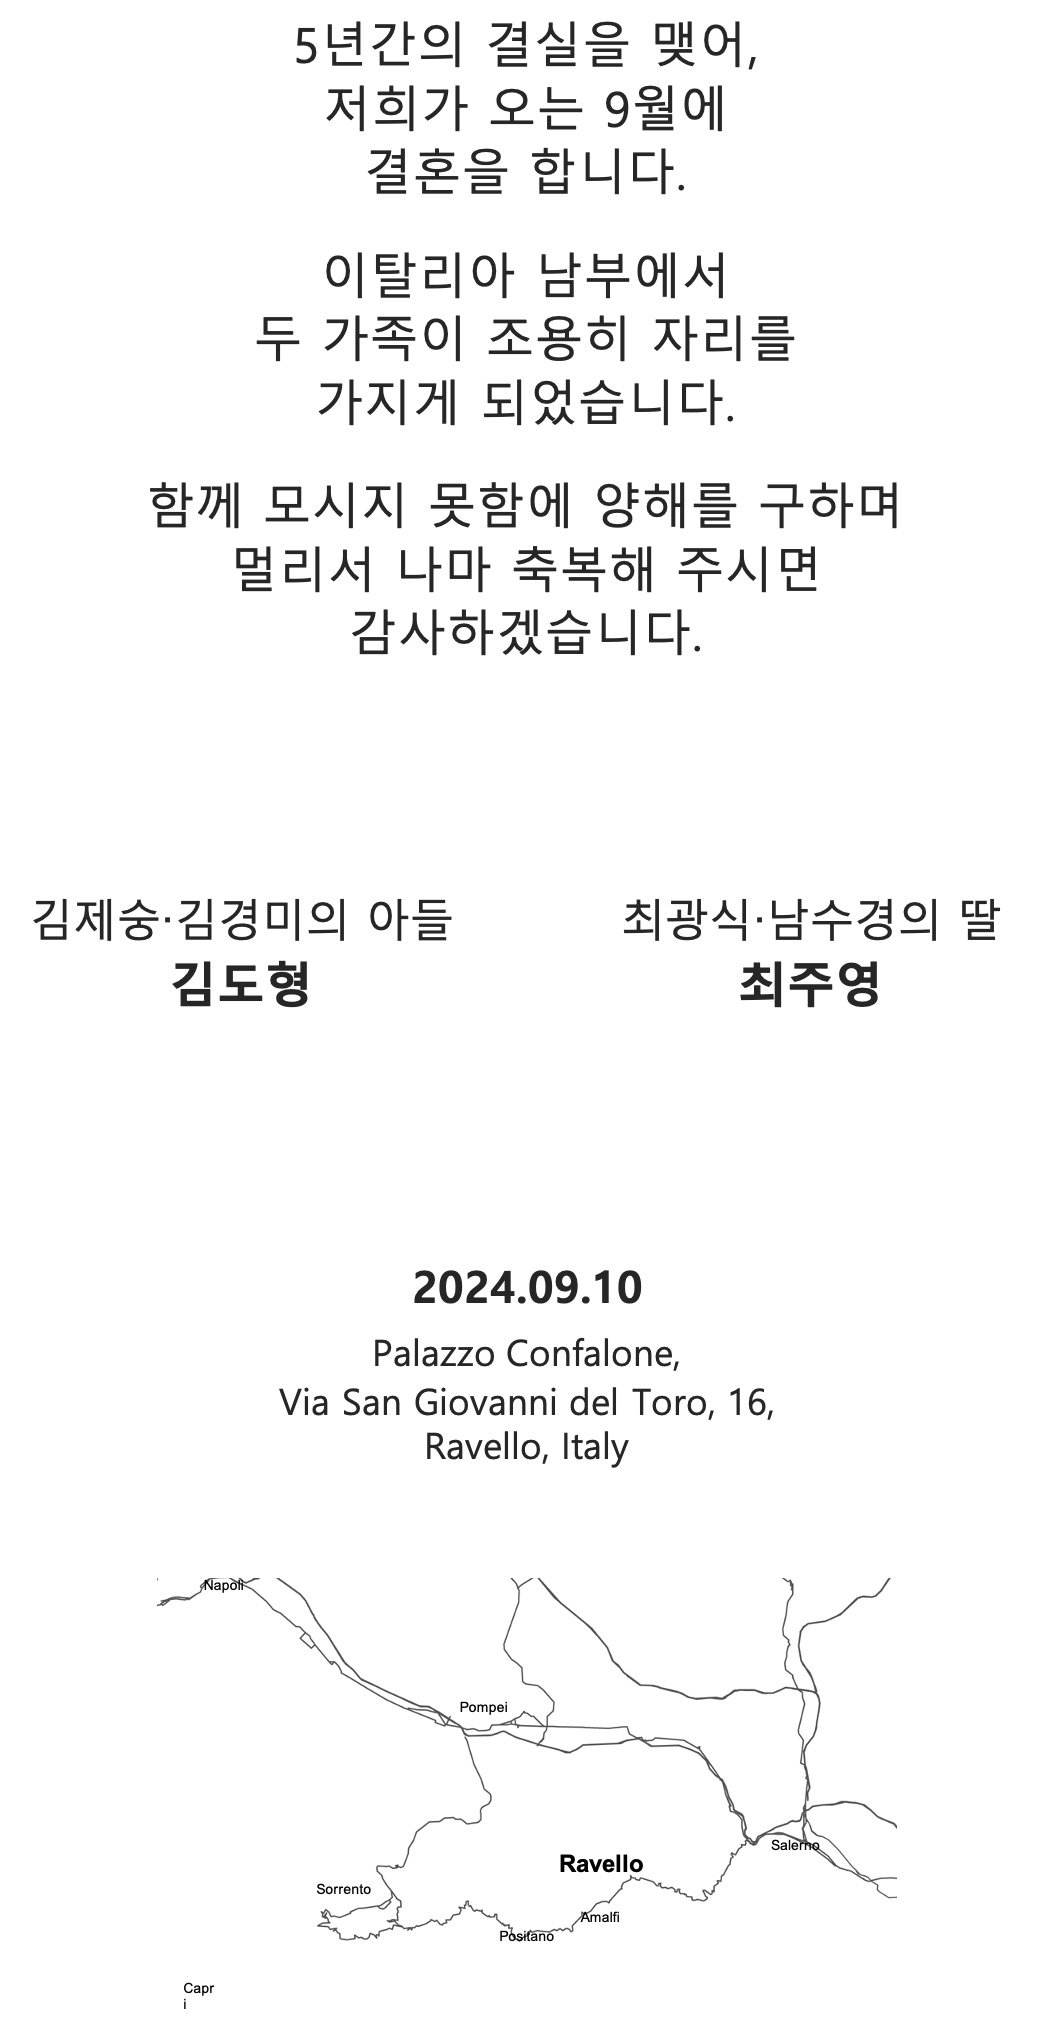 5년간의 결실을 맺어,
저희가 오는 9월에
결혼을 합니다.
이탈리아 남부에서
두 가족이 조용히 자리를
가지게 되었습니다.
함께 모시지 못함에 양해를 구하며
멀리서 나마 축복해 주시면
감사하겠습니다.
김제숭·김경미의 아들
김도형
최광식·남수경의 딸
최주영
2024.09.10
Palazzo Confalone,
Via San Giovanni del Toro, 16,
Ravello, Italy
Napoli
Pompei
Salerno
Ravello
Sorrento
Amalfi
Positano
Capr
i